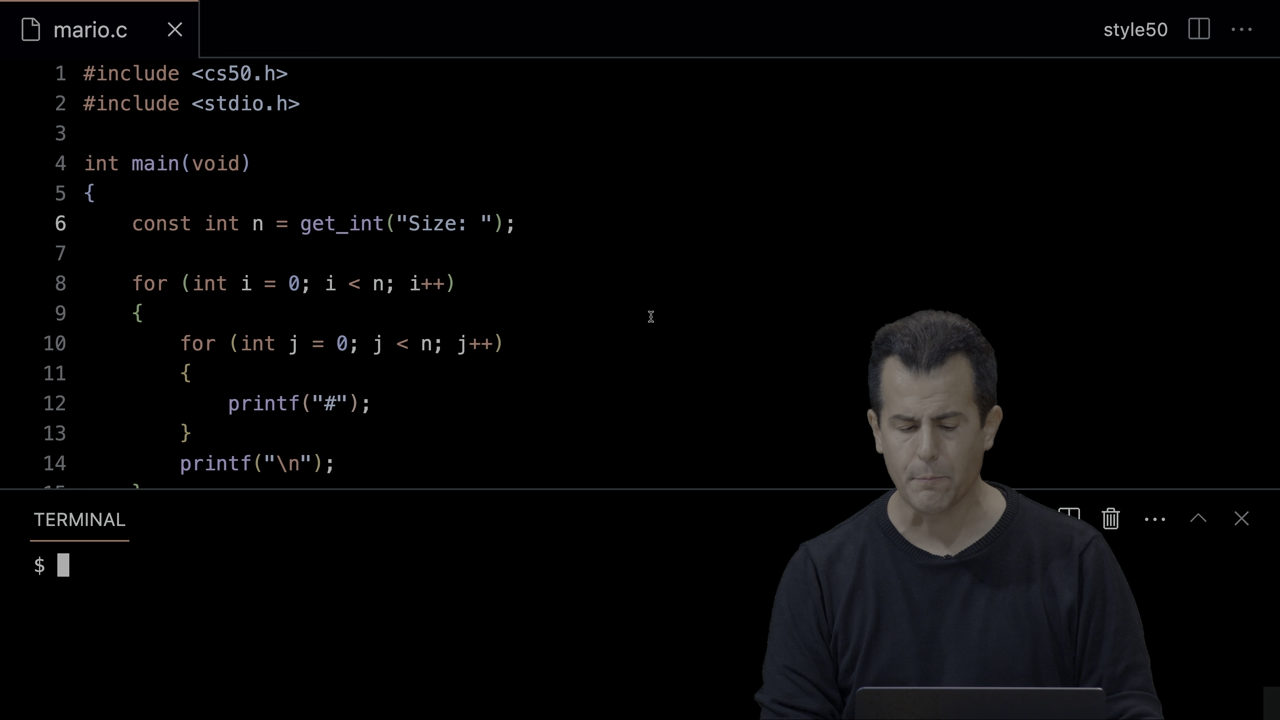 mario.c
style50
1 #include <cs50.h>
2 #include <stdio.h>
3
4 int main(void)
5 {
6     const int n = get_int("Size: ");
7
8     for (int i = 0; i < n; i++)
9     {
10         for (int j = 0; j < n; j++)
11         {
12             printf("#");
13         }
14         printf("\n");
TERMINAL
$